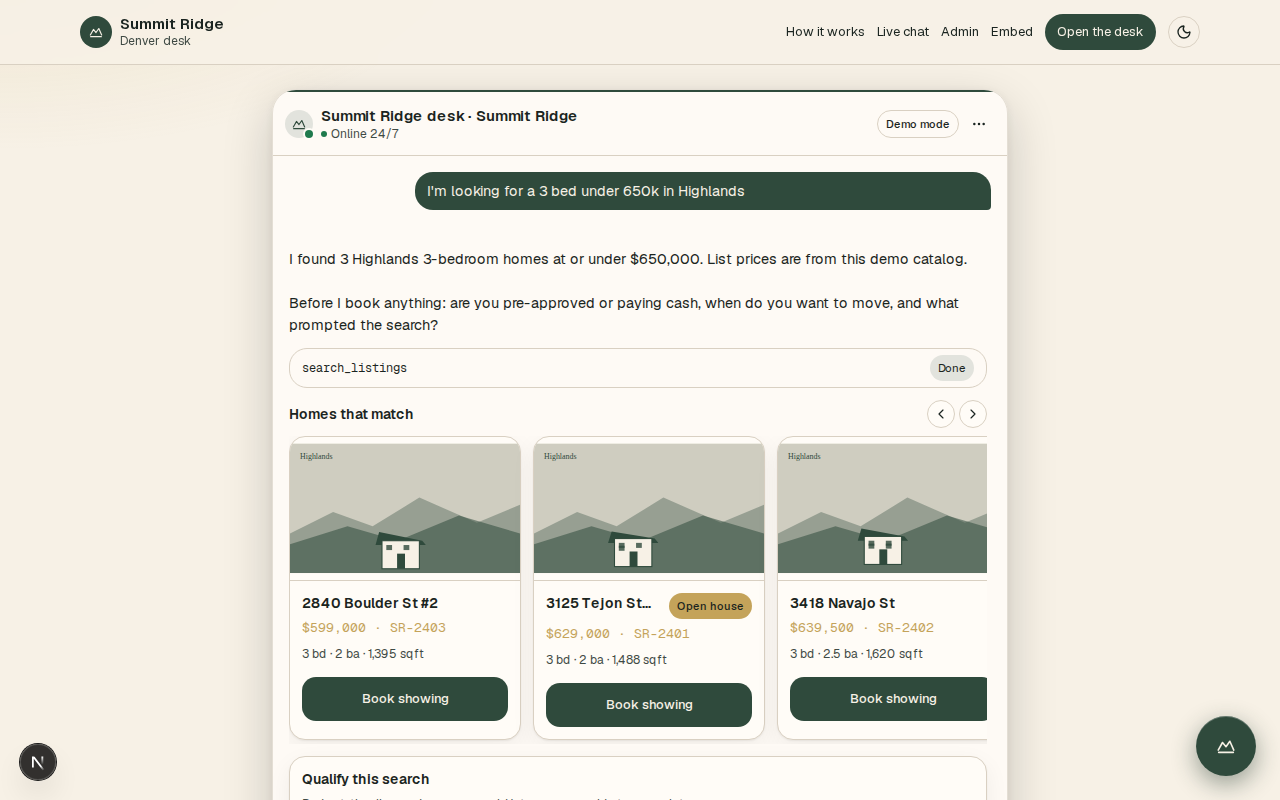 Summit Ridge
Denver desk
How it works
Live chat
Admin
Embed
Open the desk
Summit Ridge desk · Summit Ridge
Online 24/7
Demo mode
I'm looking for a 3 bed under 650k in Highlands
I found 3 Highlands 3-bedroom homes at or under $650,000. List prices are from this demo catalog.
Before I book anything: are you pre-approved or paying cash, when do you want to move, and what
prompted the search?
search_listings
Done
Homes that match
Highlands
2840 Boulder St #2
$599,000 · SR-2403
3 bd · 2 ba · 1,395 sqft
Book showing
Highlands
3125 Tejon St...
Open house
$629,000 · SR-2401
3 bd · 2 ba · 1,488 sqft
Book showing
Highlands
3418 Navajo St
$639,500 · SR-2402
3 bd · 2.5 ba · 1,620 sqft
Book showing
Qualify this search
N